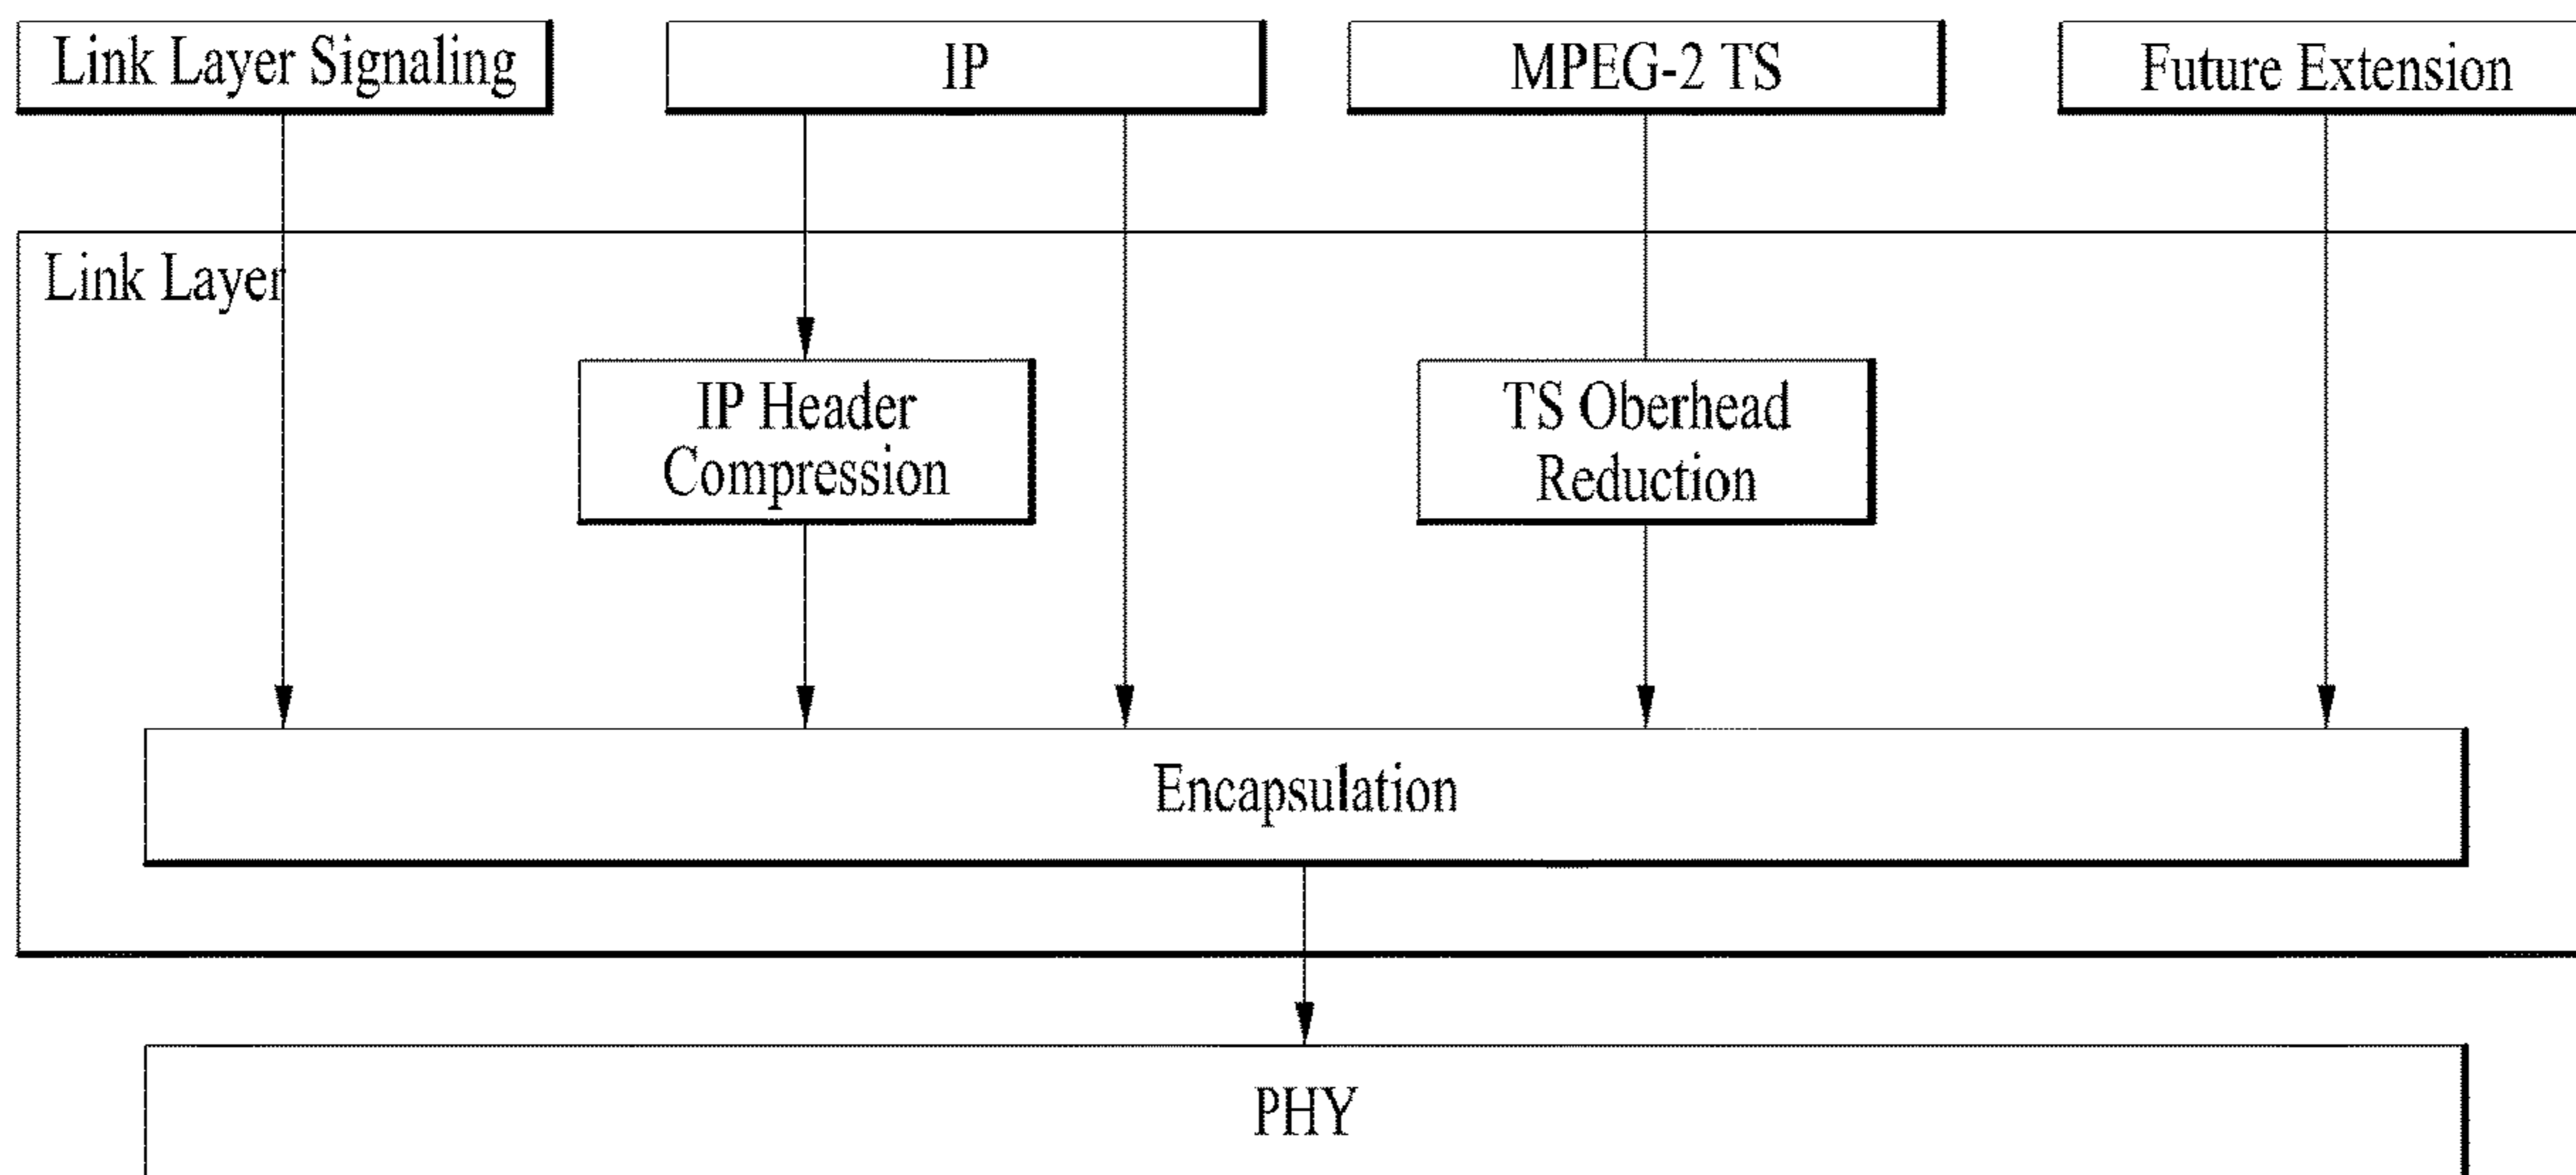 Link Layer Signaling
IP
MPEG-2 TS
Future Extension
Link Layer
IP Header
Compression
TS Oberhead
Reduction
Encapsulation
PHY